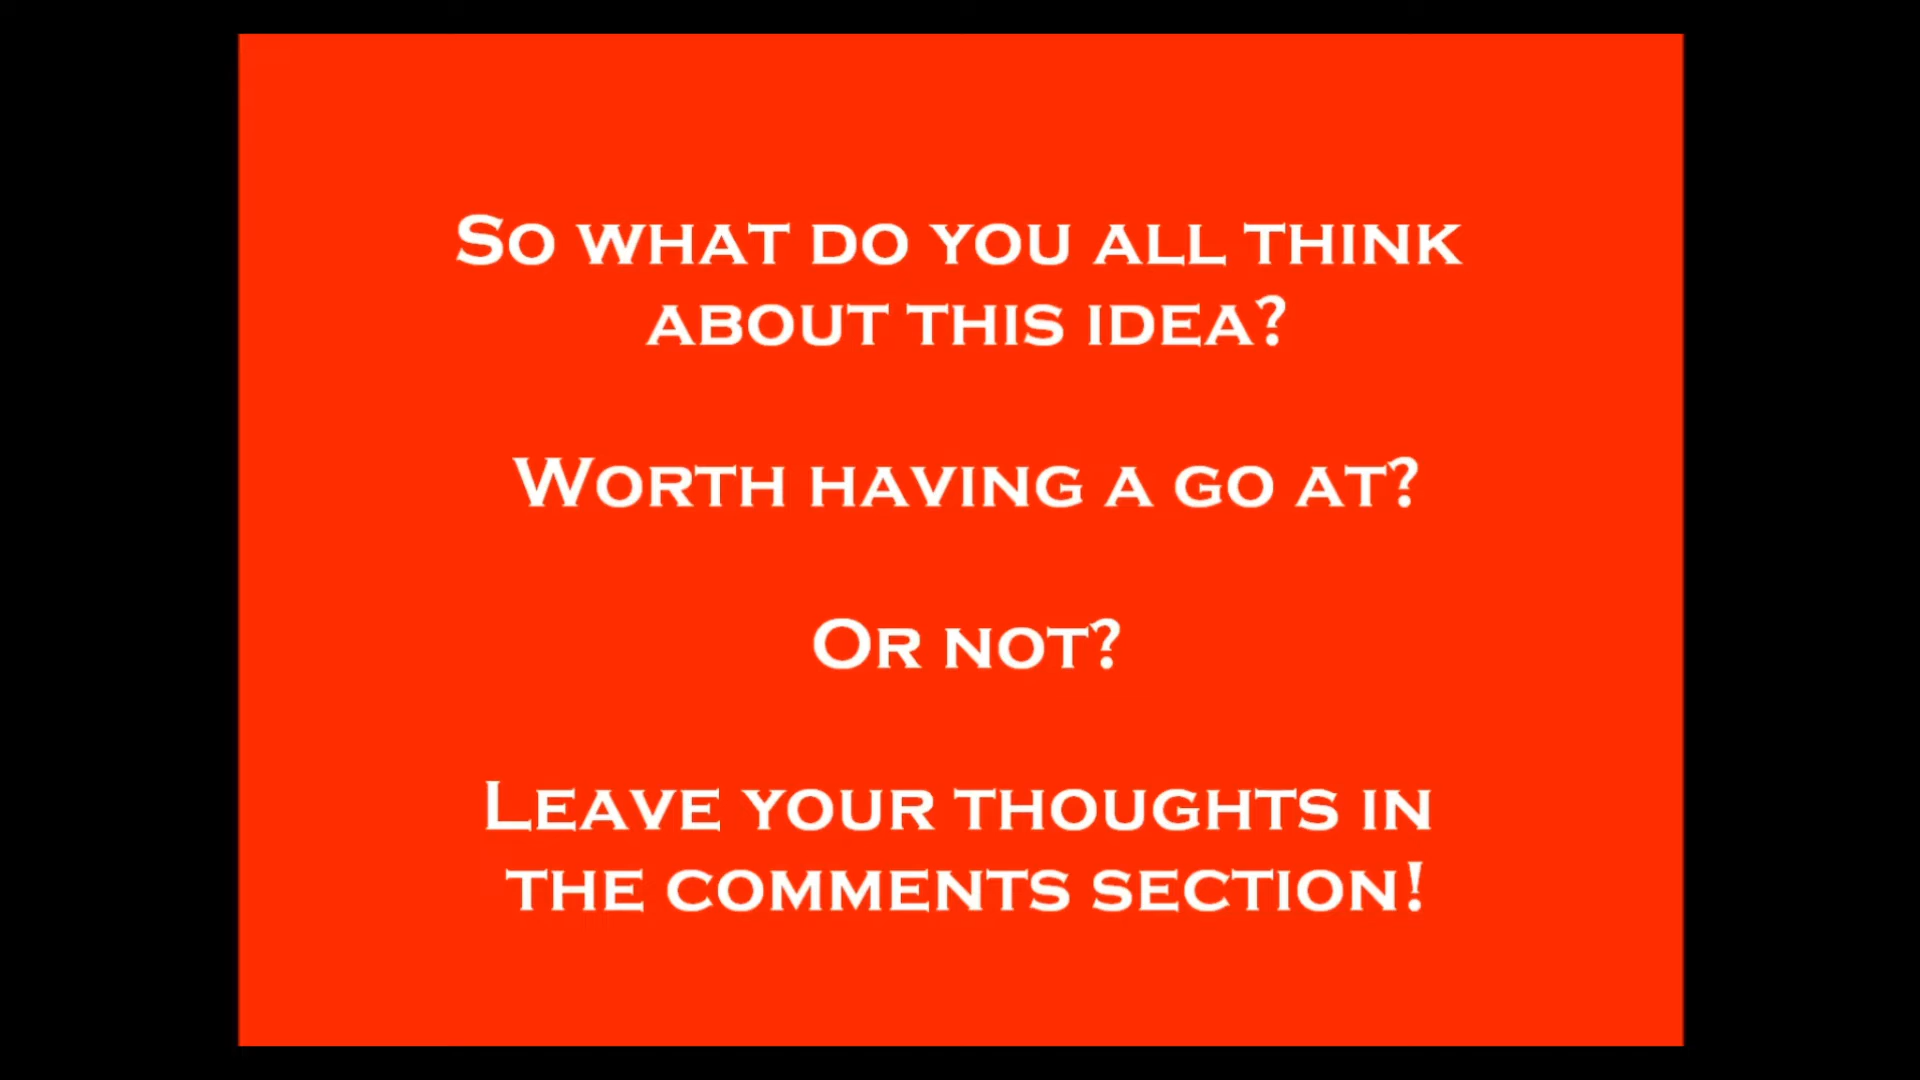 So what do you all think
about this idea?
Worth having a go at?
Or not?
Leave your thoughts in
the comments section!